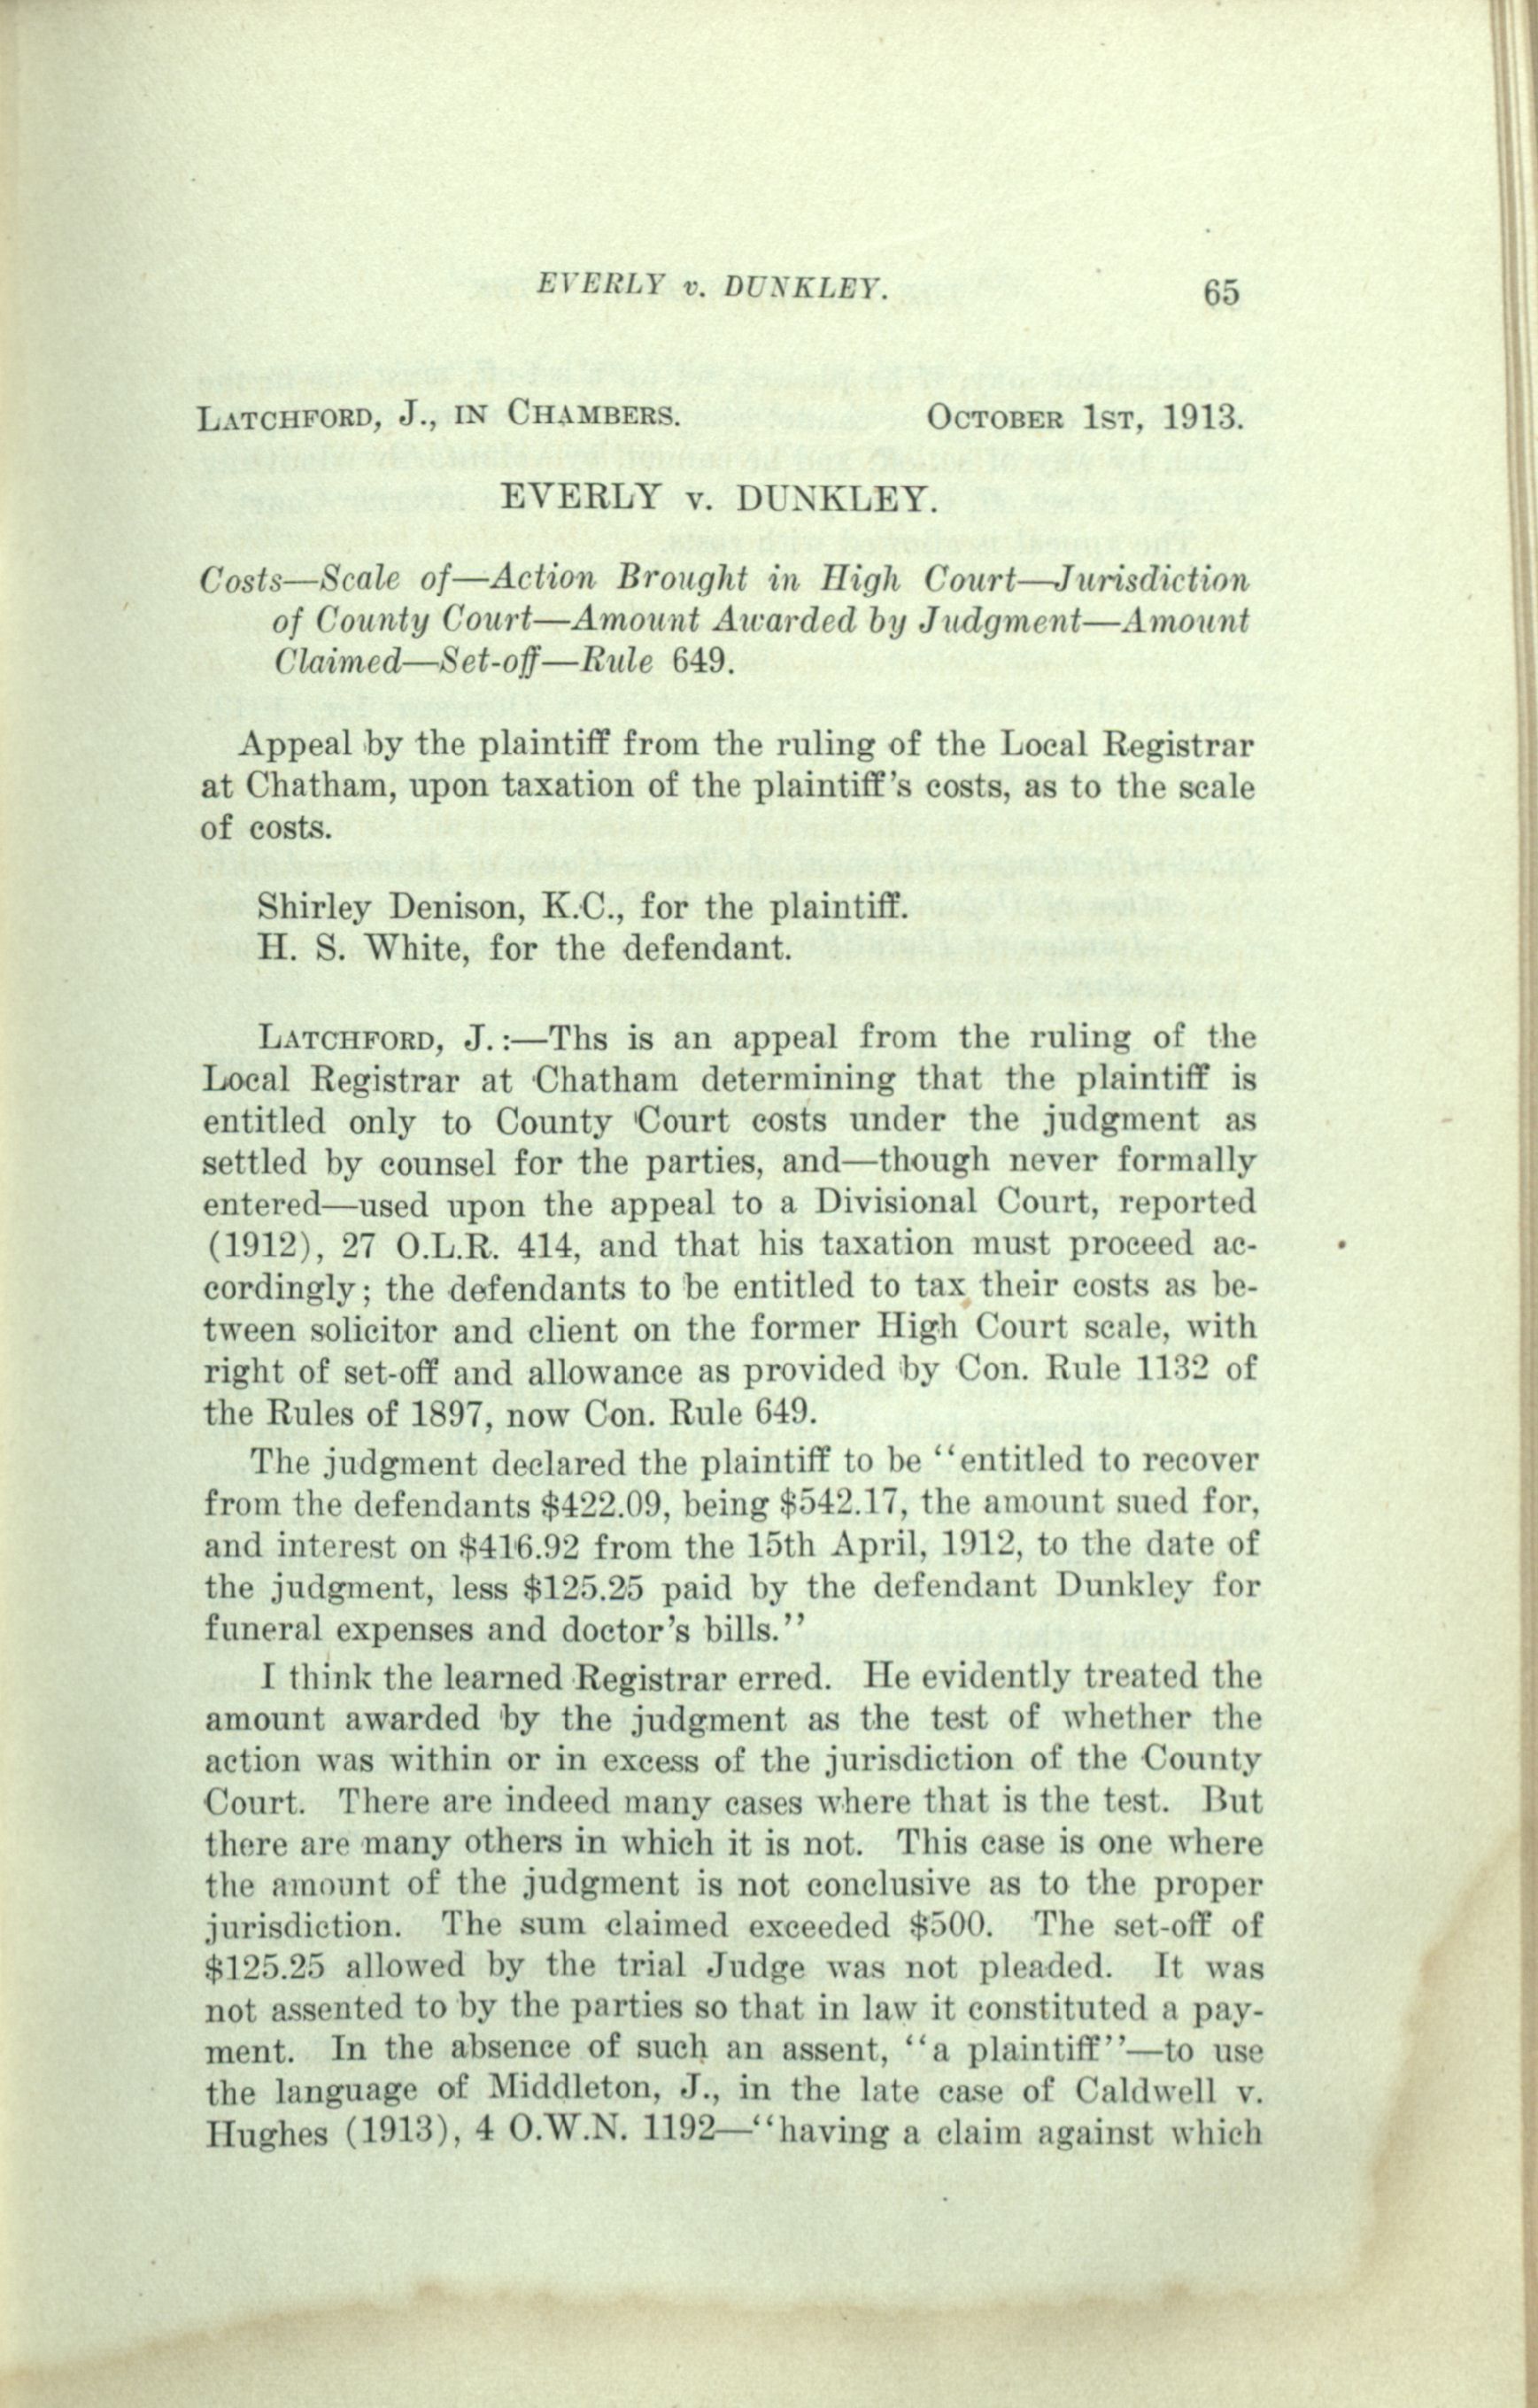 EVERLY v. DUNKLEY.
65
LATCHFORD, J., IN CHAMBERS.
OCTOBER 1ST, 1913.
EVERLY v. DUNKLEY.
Costs—Scale of—Action Brought in High Court—Jurisdiction
of County Court—Amount Awarded by Judgment—Amount
Claimed—Set-off—Rule 649.
Appeal by the plaintiff from the ruling of the Local Registrar
at Chatham, upon taxation of the plaintiff's costs, as to the scale
of costs.
Shirley Denison, K.C., for the plaintiff.
H. S. White, for the defendant.
LATCHFORD, J.:—Ths is an appeal from the ruling of the
Local Registrar at Chatham determining that the plaintiff is
entitled only to County Court costs under the judgment as
settled by counsel for the parties, and—though never formally
entered—used upon the appeal to a Divisional Court, reported
(1912), 27 O.L.R. 414, and that his taxation must proceed ac-
cordingly; the defendants to be entitled to tax their costs as be-
tween solicitor and client on the former High Court scale, with
right of set-off and allowance as provided by Con. Rule 1132 of
the Rules of 1897, now Con. Rule 649.
The judgment declared the plaintiff to be ''entitled to recover
from the defendants $422.09, being $542.17, the amount sued for,
and interest on $416.92 from the 15th April, 1912, to the date of
the judgment, less $125.25 paid by the defendant Dunkley for
funeral expenses and doctor's bills.''
I think the learned Registrar erred. He evidently treated the
amount awarded by the judgment as the test of whether the
action was within or in excess of the jurisdiction of the County
Court. There are indeed many cases where that is the test. But
there are many others in which it is not. This case is one where
the amount of the judgment is not conclusive as to the proper
jurisdiction. The sum claimed exceeded $500. The set-off of
$125.25 allowed by the trial Judge was not pleaded. It was
not assented to by the parties so that in law it constituted a pay-
ment. In the absence of such an assent, ''a plaintiff''—to use
the language of Middleton, J., in the late case of Caldwell v.
Hughes (1913), 4 O.W.N. 1192—''having a claim against which